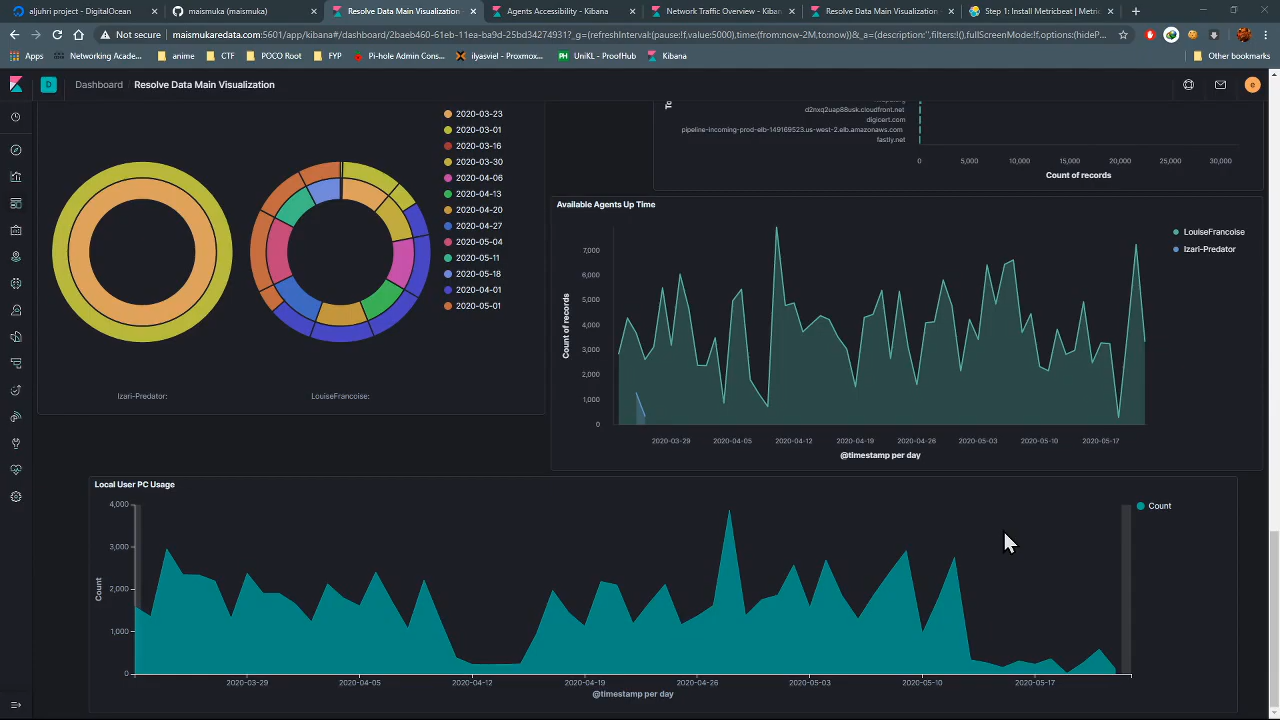 aljuhri - DigitalOcean
maismuka (maismuka)
Resolve Data Main Visualization
Agents Accessibility - Kibana
Network Traffic Overview - Kibana
Resolve Data Main Visualization
Step 1: Install Metricbeat | Metric
Not secure
maismukaredata.com:5601/app/kibana#/dashboard/2baeb460-61eb-11ea-ba9d-25bd34274931?_g=(refreshInterval:(pause:!f,value:5000),time:(from:now-2M,to:now))&_a=(description:'',filters:!(),fullScreenMode:!f,options:(hideP...
Apps
Networking Acade...
anime
CTF
POCO Root
FYP
Pi-hole Admin Cons...
ilyasriel - Proxmox...
UniKL - ProofHub
Kibana
Other bookmarks
D
Dashboard
Resolve Data Main Visualization
e
2020-03-23
2020-03-01
2020-03-16
2020-03-30
2020-04-06
2020-04-13
2020-04-20
2020-04-27
2020-05-04
2020-05-11
2020-05-18
2020-04-01
2020-05-01
Izari-Predator:
LouiseFrancoise:
d2nxq2uap88usk.cloudfront.net
digicert.com
pipeline-incoming-prod-elb-149169523.us-west-2.elb.amazonaws.com
fastly.net
0
5,000
10,000
15,000
20,000
25,000
30,000
Count of records
Available Agents Up Time
7,000
6,000
5,000
4,000
3,000
2,000
1,000
0
Count of records
2020-03-29
2020-04-05
2020-04-12
2020-04-19
2020-04-26
2020-05-03
2020-05-10
2020-05-17
@timestamp per day
LouiseFrancoise
Izari-Predator
Local User PC Usage
4,000
3,000
2,000
1,000
0
Count
2020-03-29
2020-04-05
2020-04-12
2020-04-19
2020-04-26
2020-05-03
2020-05-10
2020-05-17
@timestamp per day
Count